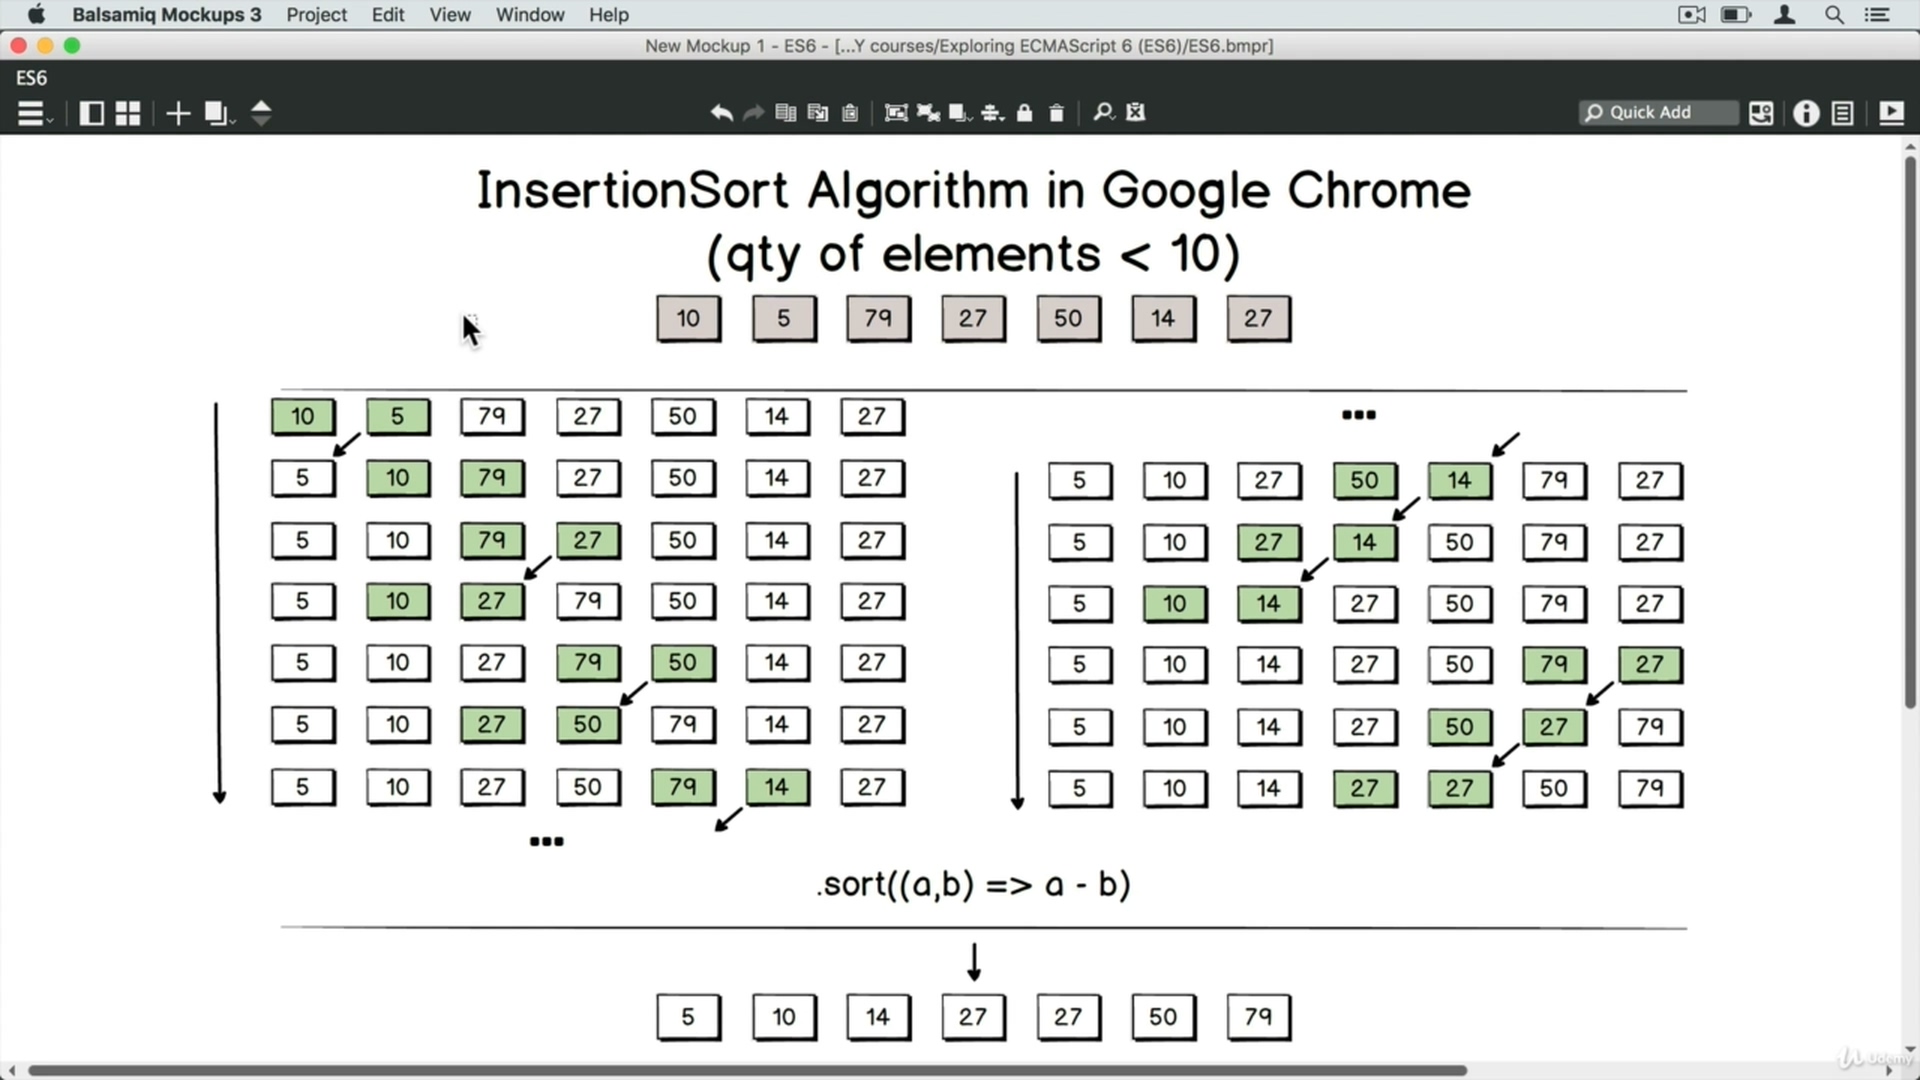 Balsamiq Mockups 3 Project Edit View Window Help
New Mockup 1 - ES6 - [...Y courses/Exploring ECMAScript 6 (ES6)/ES6.bmpr]
ES6
Quick Add
InsertionSort Algorithm in Google Chrome
(qty of elements < 10)
10 5 79 27 50 14 27
10 5 79 27 50 14 27
5 10 79 27 50 14 27
5 10 79 27 50 14 27
5 10 27 79 50 14 27
5 10 27 79 50 14 27
5 10 27 50 79 14 27
5 10 27 50 79 14 27
...
...
5 10 27 50 14 79 27
5 10 27 14 50 79 27
5 10 14 27 50 79 27
5 10 14 27 50 79 27
5 10 14 27 50 27 79
5 10 14 27 27 50 79
.sort((a,b) => a - b)
5 10 14 27 27 50 79
Udemy